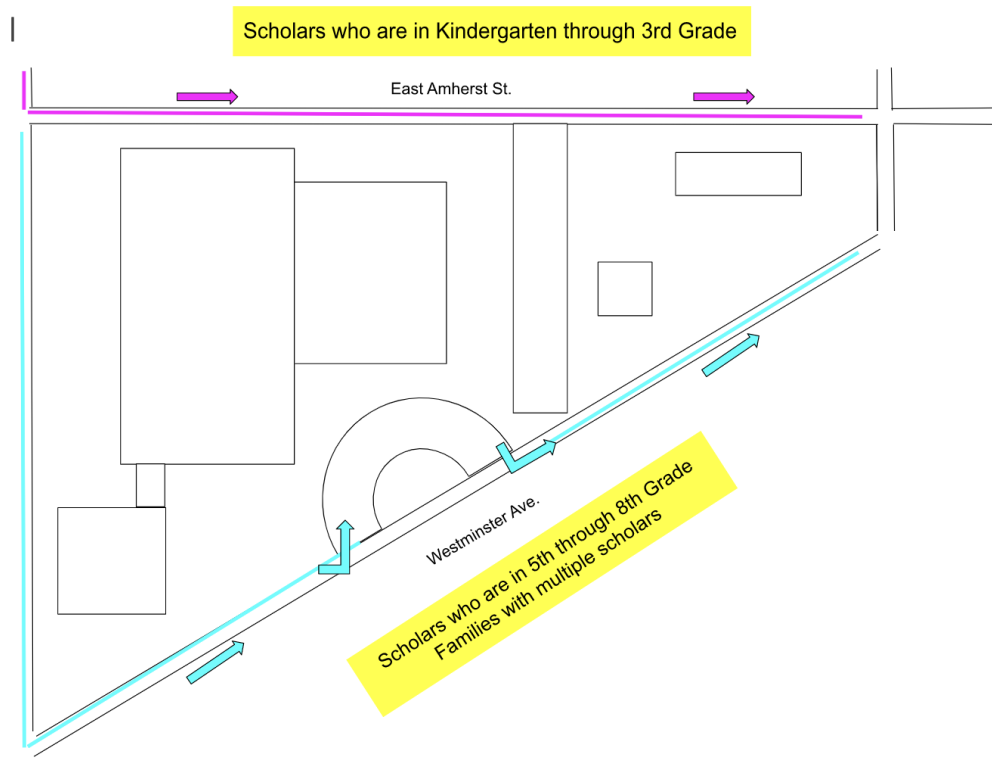 Scholars who are in Kindergarten through 3rd Grade
East Amherst St.
Westminster Ave.
Scholars who are in 5th through 8th Grade
Families with multiple scholars